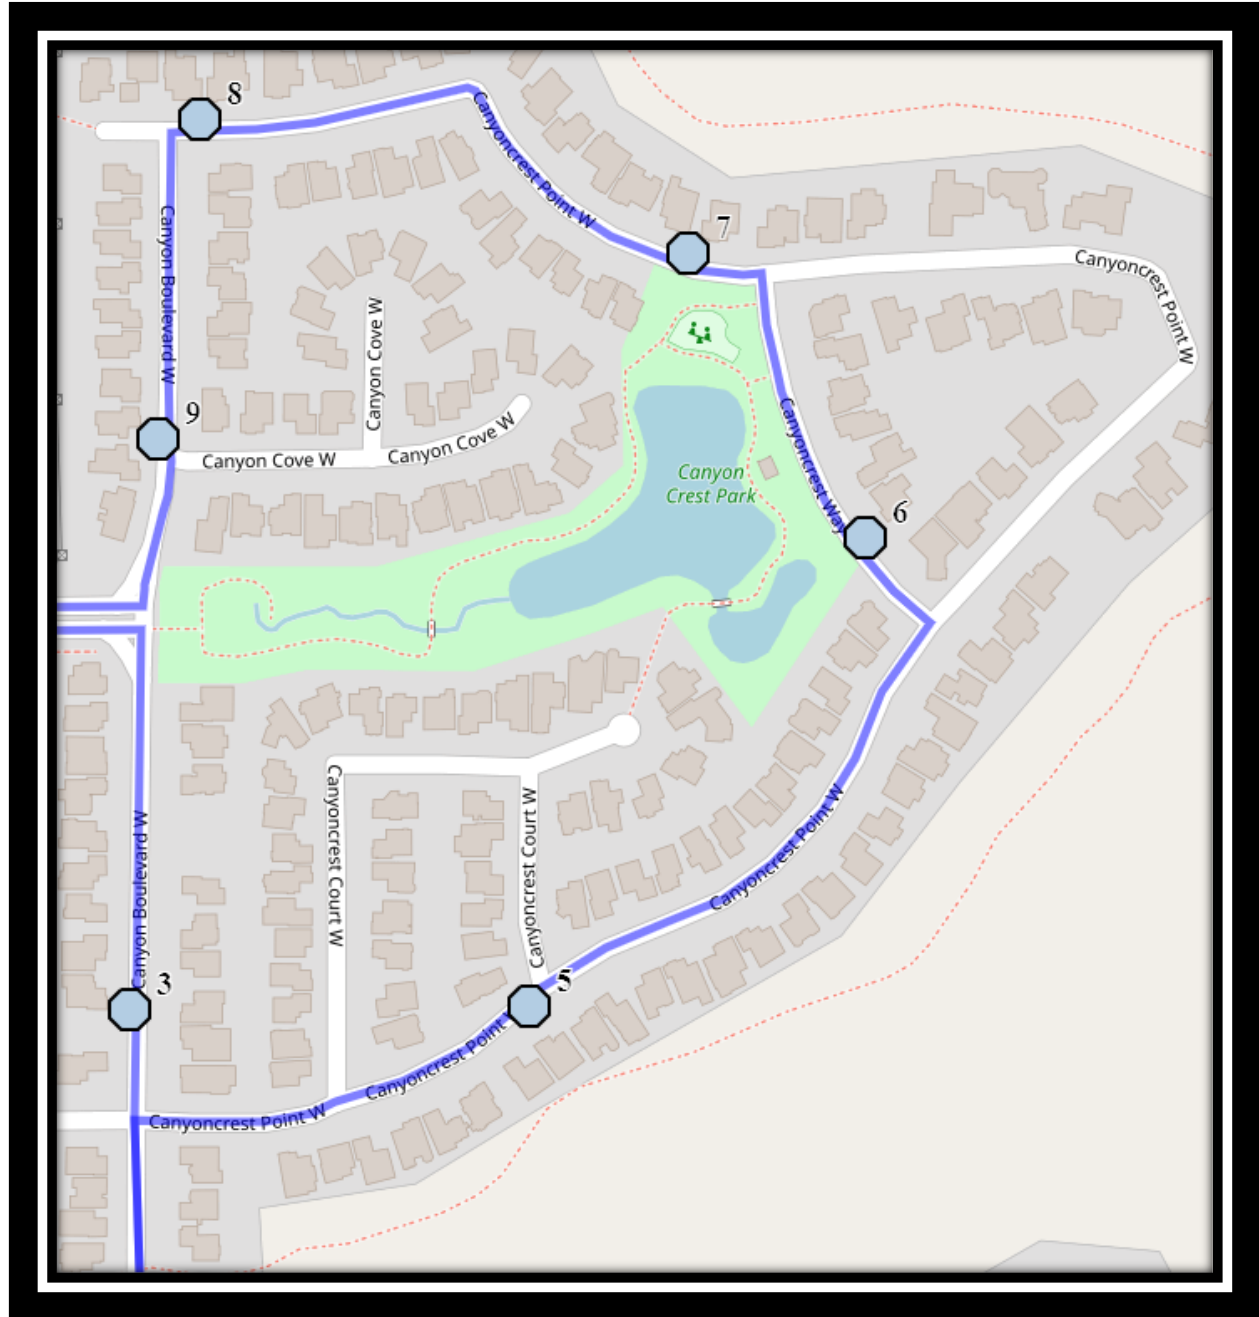 8
Canyoncrest Point W
7
Canyon Boulevard W
Canyoncrest Point W
Canyon Cove W
9
Canyon Cove W
Canyon Cove W
Canyoncrest Way
Canyon
Crest Park
6
Canyoncrest Court W
Canyoncrest Court W
Canyoncrest Point W
Canyon Boulevard W
3
5
Canyoncrest Point
Canyoncrest Point W